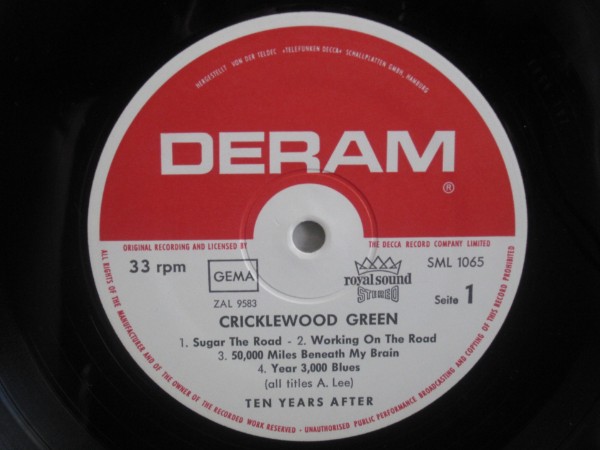 HERGESTELLT VON DER TELDEC »TELEFUNKEN DECCA« SCHALLPLATTEN GMBH, HAMBURG
DERAM
®
ORIGINAL RECORDING AND LICENSED BY THE DECCA RECORD COMPANY LIMITED
33 rpm
GEMA
royal sound
STEREO
SML 1065
ZAL 9583
Seite 1
CRICKLEWOOD GREEN
1. Sugar The Road - 2. Working On The Road
3. 50,000 Miles Beneath My Brain
4. Year 3,000 Blues
(all titles A. Lee)
TEN YEARS AFTER
ALL RIGHTS OF THE MANUFACTURER AND OF THE OWNER OF THE RECORDED WORK RESERVED - UNAUTHORISED PUBLIC PERFORMANCE BROADCASTING AND COPYING OF THIS RECORD PROHIBITED